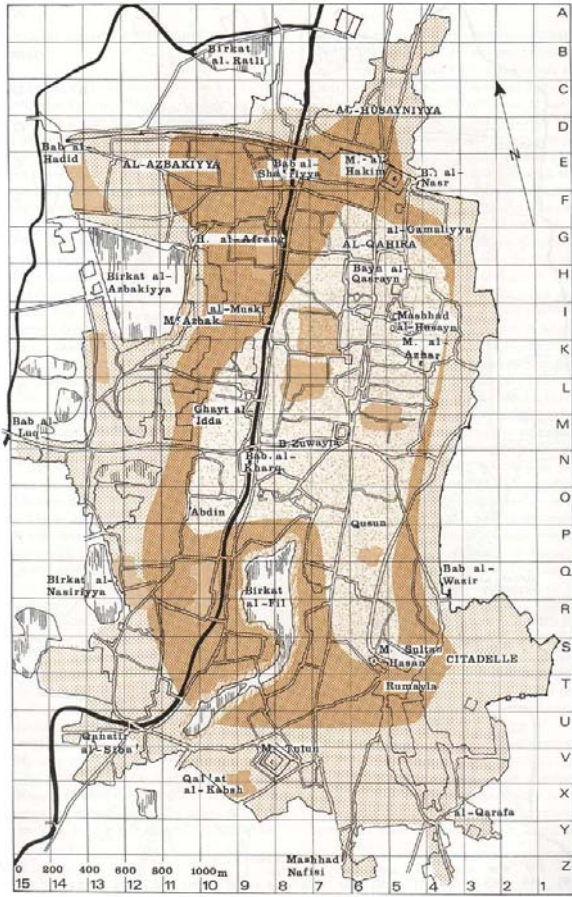 A
B
Birkat
al-Ratli
C
AL-HUSAYNIYYA
D
Bab al-
Hadid
AL-AZBAKIYYA
Bab al-
Sha'riyya
M. al-
Hakim
B. al-
Nasr
E
F
al-Gamaliyya
G
H. al-Afrang
AL-QAHIRA
Birkat al-
Azbakiyya
Bayn al-
Qasrayn
H
al-Muski
M. Azbak
Mashhad
al-Husayn
I
M. al-
Azhar
K
L
Ghayt al-
Idda
Bab al-
Luq
M
B. Zuwayla
Bab. al-
Kharq
N
O
Abdin
Qusun
P
Birkat al-
Nasiriyya
Birkat
al-Fil
Bab al-
Wazir
Q
R
M. Sultan
Hasan
CITADELLE
S
Rumayla
T
U
Qanatir
al-Siba'
M. Tulun
V
Qal'at
al-Kabsh
X
al-Qarafa
Y
Mashhad
Nafisi
Z
N
0 200 400 600 800 1000m
15 14 13 12 11 10 9 8 7 6 5 4 3 2 1